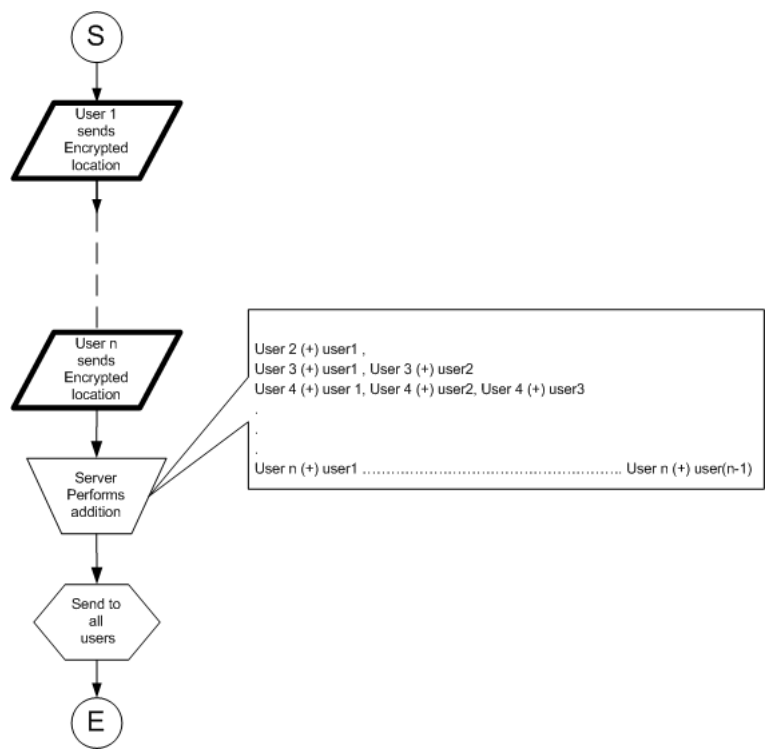 S
User 1
sends
Encrypted
location
User n
sends
Encrypted
location
User 2 (+) user1 ,
User 3 (+) user1 , User 3 (+) user2
User 4 (+) user 1, User 4 (+) user2, User 4 (+) user3
.
.
.
User n (+) user1 ...................................................... User n (+) user(n-1)
Server
Performs
addition
Send to
all
users
E